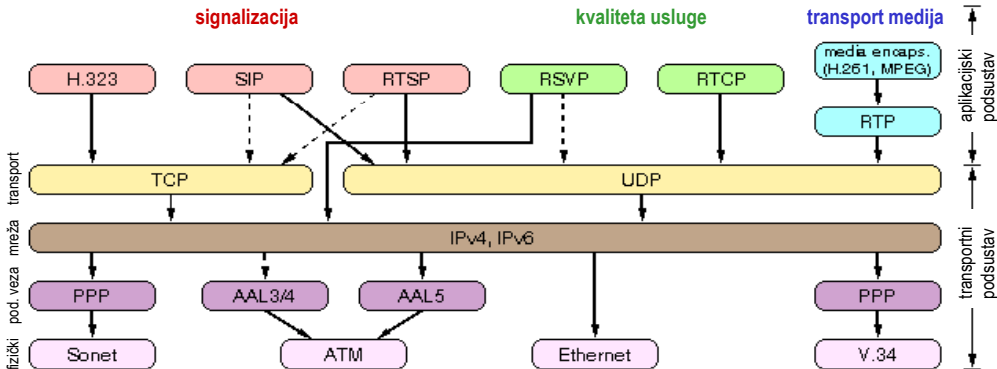 signalizacija
kvaliteta usluge
transport medija
media encaps.
(H.261, MPEG)
H.323
SIP
RTSP
RSVP
RTCP
RTP
aplikacijski
podsustav
transport
TCP
UDP
mreža
IPv4, IPv6
pod. veza
PPP
AAL3/4
AAL5
PPP
transportni
podsustav
fizički
Sonet
ATM
Ethernet
V.34